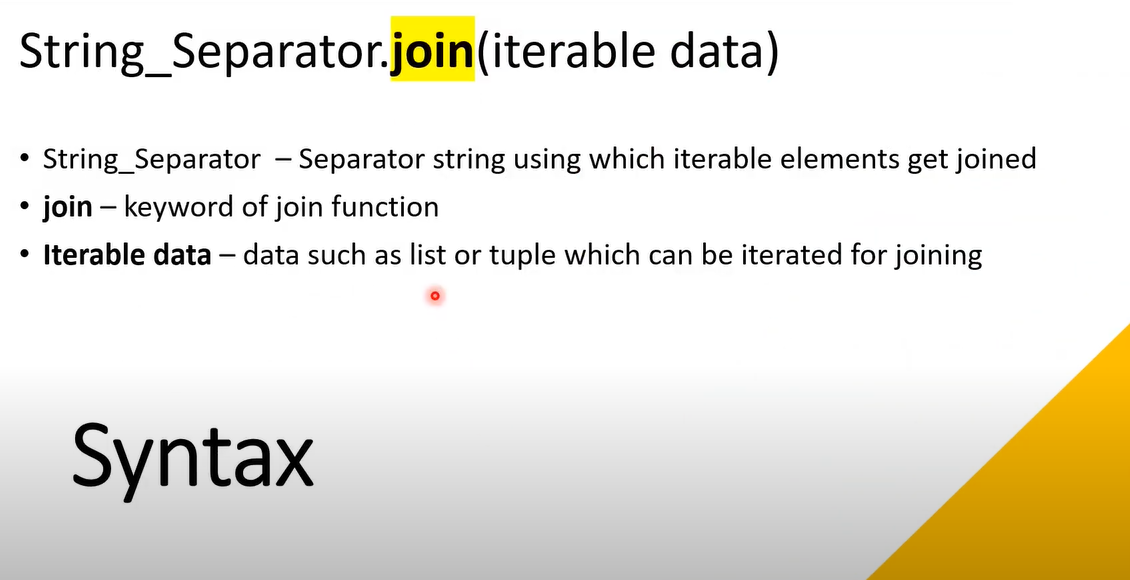 String_Separator.join(iterable data)
• String_Separator – Separator string using which iterable elements get joined
• join – keyword of join function
• Iterable data – data such as list or tuple which can be iterated for joining
Syntax